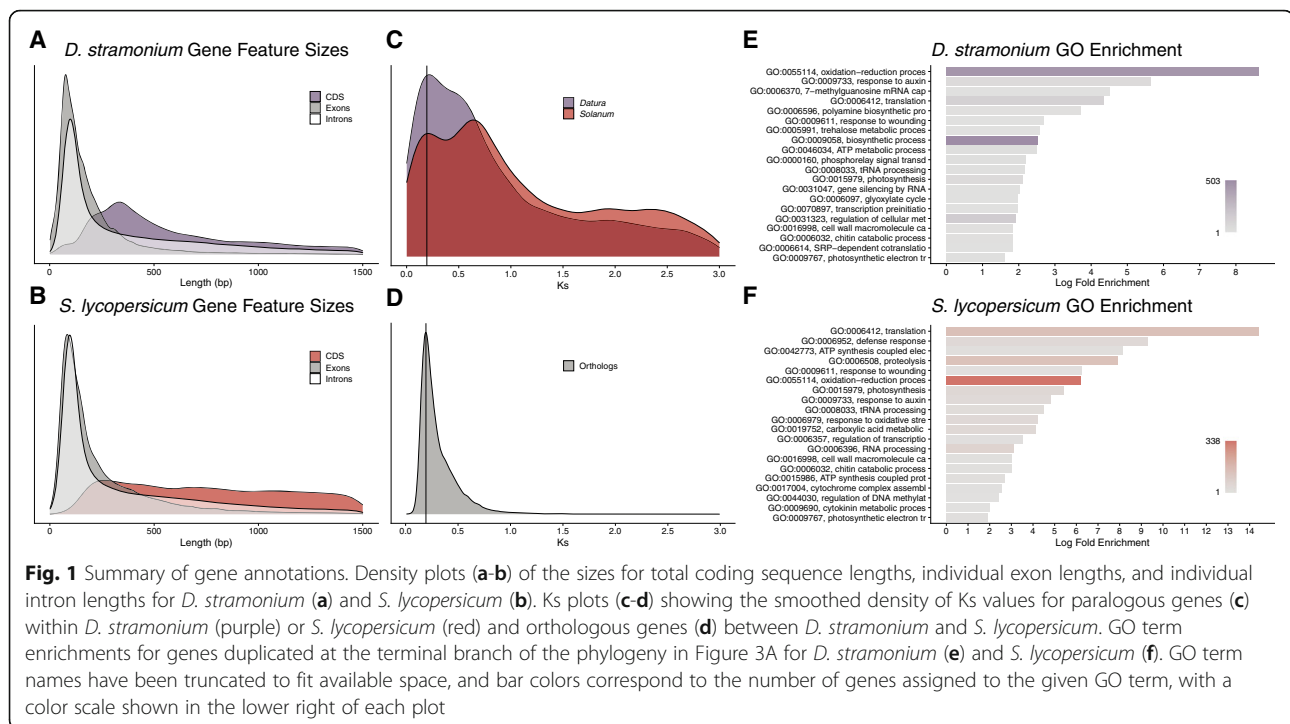 A
D. stramonium Gene Feature Sizes
CDS
Exons
Introns
0
500
1000
1500
Length (bp)
B
S. lycopersicum Gene Feature Sizes
CDS
Exons
Introns
0
500
1000
1500
Length (bp)
C
Datura
Solanum
0.0
0.5
1.0
1.5
2.0
2.5
3.0
Ks
D
Orthologs
0.0
0.5
1.0
1.5
2.0
2.5
3.0
Ks
E
D. stramonium GO Enrichment
GO:0055114, oxidation−reduction proces
GO:0009733, response to auxin
GO:0006370, 7−methylguanosine mRNA cap
GO:0006412, translation
GO:0006596, polyamine biosynthetic pro
GO:0009611, response to wounding
GO:0005991, trehalose metabolic proces
GO:0009058, biosynthetic process
GO:0046034, ATP metabolic process
GO:0000160, phosphorelay signal transd
GO:0008033, tRNA processing
GO:0015979, photosynthesis
GO:0031047, gene silencing by RNA
GO:0006097, glyoxylate cycle
GO:0070897, transcription preinitiatio
GO:0031323, regulation of cellular met
GO:0016998, cell wall macromolecule ca
GO:0006032, chitin catabolic process
GO:0006614, SRP−dependent cotranslatio
GO:0009767, photosynthetic electron tr
503
1
0
1
2
3
4
5
6
7
8
Log Fold Enrichment
F
S. lycopersicum GO Enrichment
GO:0006412, translation
GO:0006952, defense response
GO:0042773, ATP synthesis coupled elec
GO:0006508, proteolysis
GO:0009611, response to wounding
GO:0055114, oxidation−reduction proces
GO:0015979, photosynthesis
GO:0009733, response to auxin
GO:0008033, tRNA processing
GO:0006979, response to oxidative stre
GO:0019752, carboxylic acid metabolic
GO:0006357, regulation of transcriptio
GO:0006396, RNA processing
GO:0016998, cell wall macromolecule ca
GO:0006032, chitin catabolic process
GO:0015986, ATP synthesis coupled prot
GO:0017004, cytochrome complex assembl
GO:0044030, regulation of DNA methylat
GO:0009690, cytokinin metabolic proces
GO:0009767, photosynthetic electron tr
338
1
0
1
2
3
4
5
6
7
8
9
10
11
12
13
14
Log Fold Enrichment
Fig. 1 Summary of gene annotations. Density plots (a-b) of the sizes for total coding sequence lengths, individual exon lengths, and individual
intron lengths for D. stramonium (a) and S. lycopersicum (b). Ks plots (c-d) showing the smoothed density of Ks values for paralogous genes (c)
within D. stramonium (purple) or S. lycopersicum (red) and orthologous genes (d) between D. stramonium and S. lycopersicum. GO term
enrichments for genes duplicated at the terminal branch of the phylogeny in Figure 3A for D. stramonium (e) and S. lycopersicum (f). GO term
names have been truncated to fit available space, and bar colors correspond to the number of genes assigned to the given GO term, with a
color scale shown in the lower right of each plot